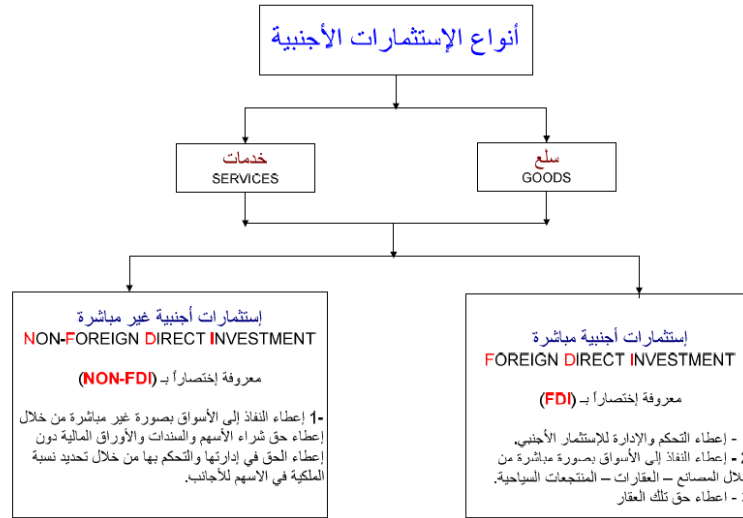 أنواع الإستثمارات الأجنبية
سلع
GOODS
خدمات
SERVICES
إستثمارات أجنبية مباشرة
FOREIGN DIRECT INVESTMENT
معروفة إختصاراً بـ (FDI)
- إعطاء التحكم والإدارة للإستثمار الأجنبي.
- إعطاء النفاذ إلى الأسواق بصورة مباشرة من
المصانع – العقارات – المنتجعات السياحية.
- اعطاء حق تلك العقار
إستثمارات أجنبية غير مباشرة
NON-FOREIGN DIRECT INVESTMENT
معروفة إختصاراً بـ (NON-FDI)
1- إعطاء النفاذ إلى الأسواق بصورة غير مباشرة من خلال
إعطاء حق شراء الأسهم والسندات والأوراق المالية دون
إعطاء الحق في إدارتها والتحكم بها من خلال تحديد نسبة
الملكية في الاسهم للأجانب.